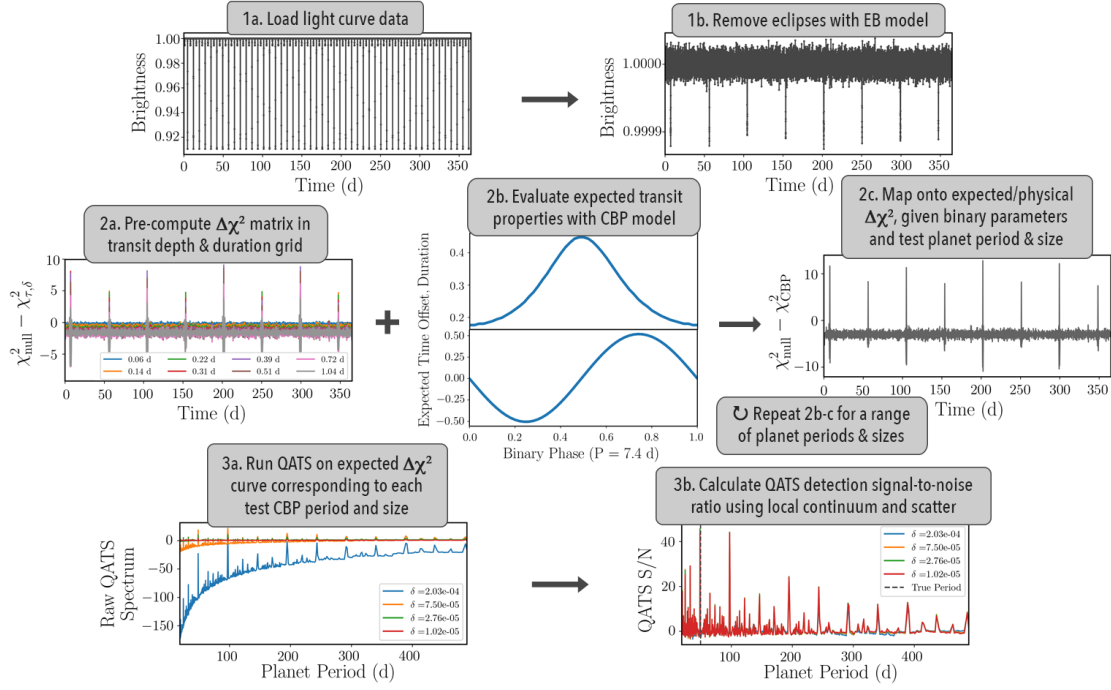 1a. Load light curve data
1.00
0.98
0.96
0.94
0.92
Brightness
0 50 100 150 200 250 300 350
Time (d)
1b. Remove eclipses with EB model
1.0000
0.9999
Brightness
0 50 100 150 200 250 300 350
Time (d)
2a. Pre-compute Δχ² matrix in
transit depth & duration grid
5
0
−5
χ²null − χ²τ,δ
0.06 d 0.22 d 0.39 d 0.72 d
0.14 d 0.31 d 0.51 d 1.04 d
0 50 100 150 200 250 300 350
Time (d)
2b. Evaluate expected transit
properties with CBP model
0.4
0.3
0.2
0.50
0.25
0.00
−0.25
−0.50
Expected Time Offset, Duration
0.0 0.2 0.4 0.6 0.8 1.0
Binary Phase (P = 7.4 d)
2c. Map onto expected/physical
Δχ², given binary parameters
and test planet period & size
10
0
−10
χ²null − χ²CBP
0 50 100 150 200 250 300 350
Time (d)
↻ Repeat 2b-c for a range
of planet periods & sizes
3a. Run QATS on expected Δχ²
curve corresponding to each
test CBP period and size
0
−50
−100
−150
Raw QATS
Spectrum
δ =2.03e-04
δ =7.50e-05
δ =2.76e-05
δ =1.02e-05
100 200 300 400
Planet Period (d)
3b. Calculate QATS detection signal-to-noise
ratio using local continuum and scatter
40
20
0
QATS S/N
δ =2.03e-04
δ =7.50e-05
δ =2.76e-05
δ =1.02e-05
True Period
100 200 300 400
Planet Period (d)